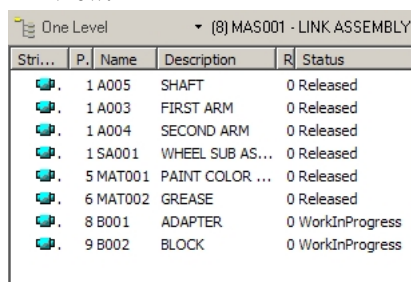 One Level (8) MAS001 - LINK ASSEMBLY
Stri... P. Name Description R Status
1 A005 SHAFT 0 Released
1 A003 FIRST ARM 0 Released
1 A004 SECOND ARM 0 Released
1 SA001 WHEEL SUB AS... 0 Released
5 MAT001 PAINT COLOR ... 0 Released
6 MAT002 GREASE 0 Released
8 B001 ADAPTER 0 WorkInProgress
9 B002 BLOCK 0 WorkInProgress